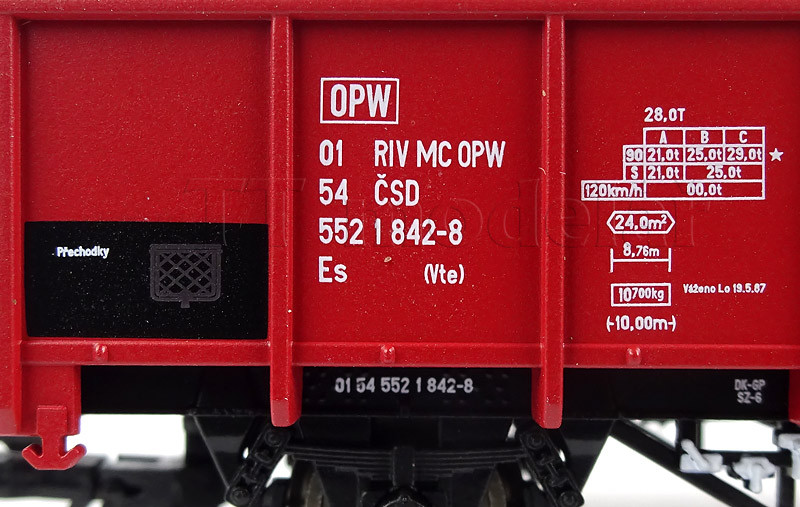 OPW
01 RIV MC OPW
54 ČSD
552 1 842-8
Es (Vte)
Přechodky
28,0T
A B C
90 21,0t 25,0t 29,0t ★
S 21,0t 25,0t
120km/h 00,0t
24,0m²
8,76m
10700kg
Váženo Lo 19.5.87
(-10,00m-)
01 54 552 1 842-8
DK-GP
SZ-6